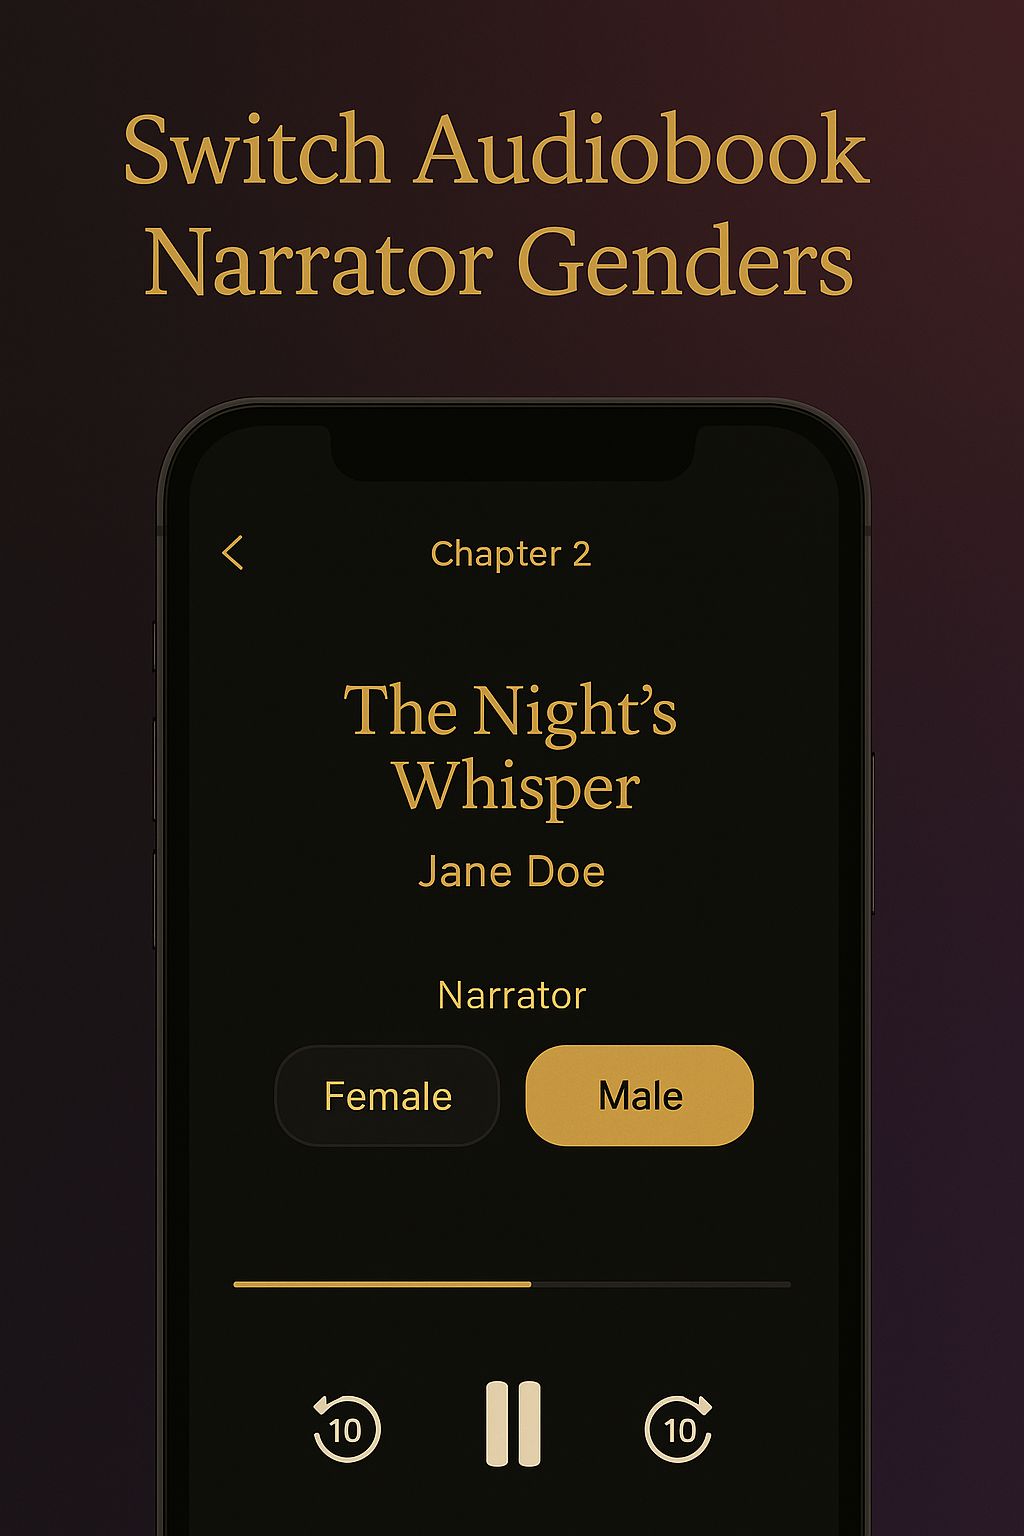 Switch Audiobook
Narrator Genders
Chapter 2
The Night’s
Whisper
Jane Doe
Narrator
Female Male
10 10